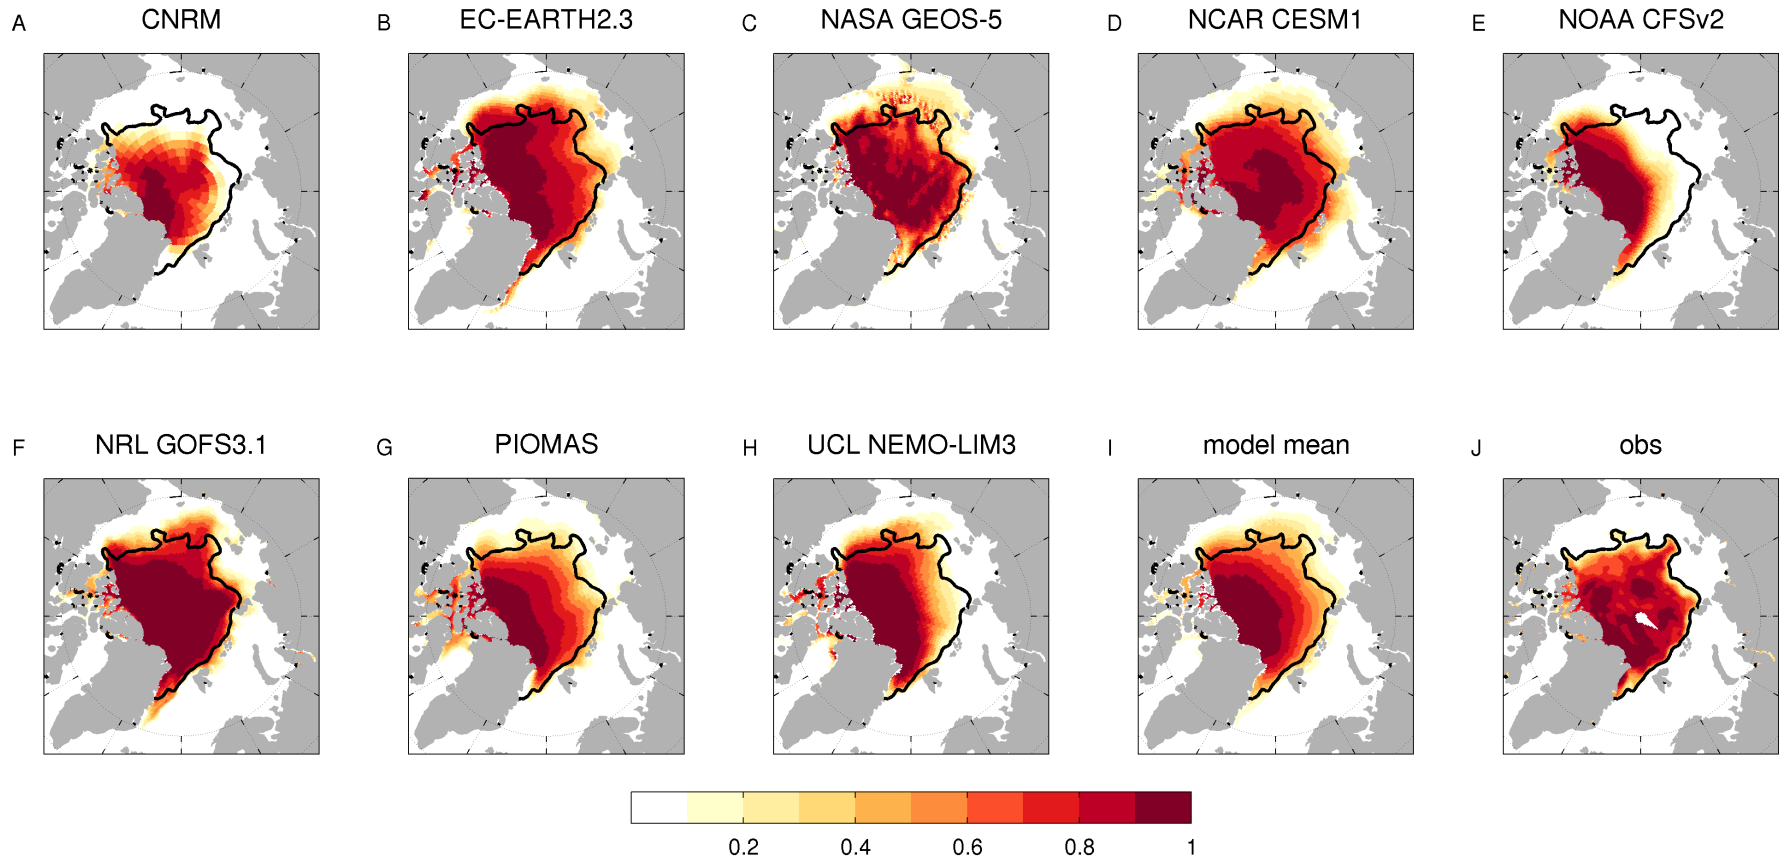 A CNRM
B EC-EARTH2.3
C NASA GEOS-5
D NCAR CESM1
E NOAA CFSv2
F NRL GOFS3.1
G PIOMAS
H UCL NEMO-LIM3
I model mean
J obs
0.2 0.4 0.6 0.8 1